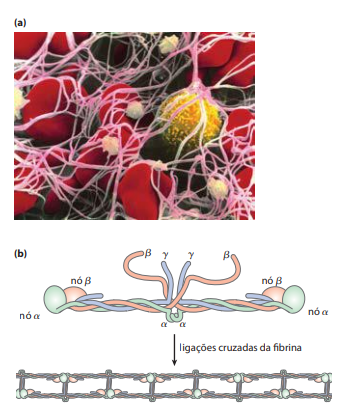 (a)
(b)
β γ γ β
nó β nó β
nó α nó α
α α
ligações cruzadas da fibrina